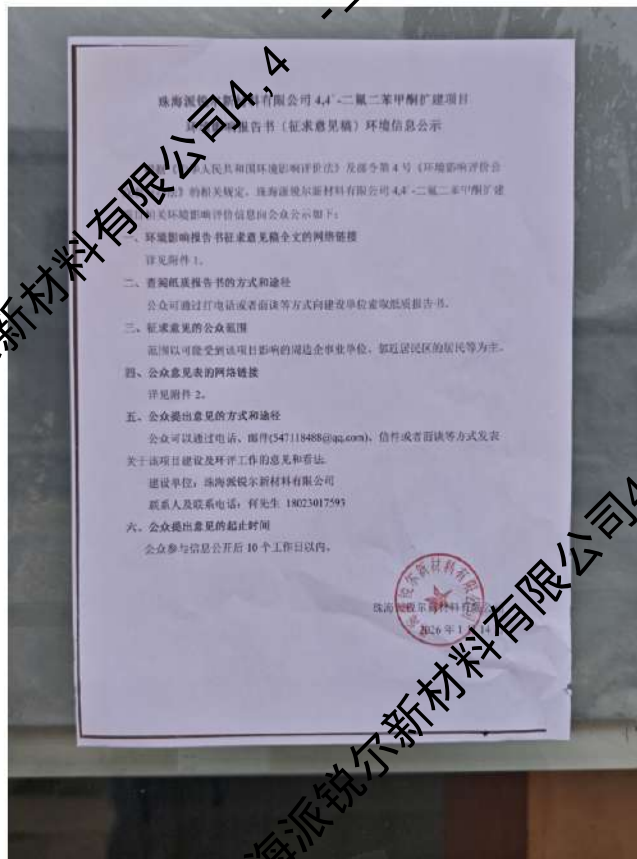 珠海派锐尔新材料有限公司 4,4'-二氟二苯甲酮扩建项目
环境影响报告书（征求意见稿）环境信息公示
人民共和国环境影响评价法》及部令第 4 号《环境影响评价公
法》的相关规定，珠海派锐尔新材料有限公司 4,4'-二氟二苯甲酮扩建
相关环境影响评价信息向公众公示如下：
一、环境影响报告书征求意见稿全文的网络链接
详见附件 1。
二、查阅纸质报告书的方式和途径
公众可通过打电话或者面谈等方式向建设单位索取纸质报告书。
三、征求意见的公众范围
范围以可能受到该项目影响的周边企事业单位、邻近居民区的居民等为主。
四、公众意见表的网络链接
详见附件 2。
五、公众提出意见的方式和途径
公众可以通过电话、邮件(547118488@qq.com)、信件或者面谈等方式发表
关于该项目建设及环评工作的意见和看法.
建设单位：珠海派锐尔新材料有限公司
联系人及联系电话：何先生 18023017593
六、公众提出意见的起止时间
公众参与信息公开后 10 个工作日以内。
珠海派锐尔新材料有限公
2026 年 1 月 14
锐尔新材料有限公司
新材料有限公司4,4
海派锐尔新材料有限公司4,